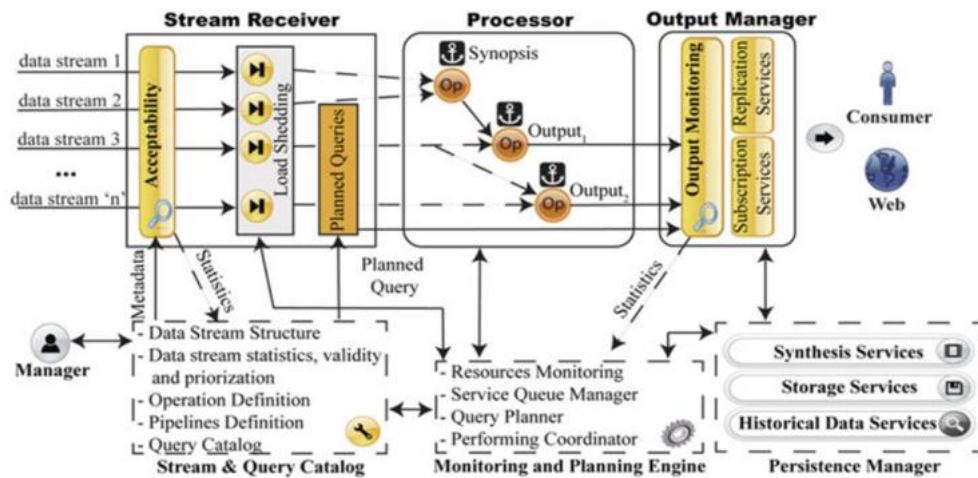 Stream Receiver
Processor
Output Manager
data stream 1
data stream 2
data stream 3
...
data stream 'n'
Acceptability
Load Shedding
Planned Queries
Synopsis
Op
Op
Output1
Op
Output2
Output Monitoring
Replication
Services
Subscription
Services
Consumer
Web
Metadata
Statistics
Planned
Query
Statistics
Manager
- Data Stream Structure
- Data stream statistics, validity
and priorization
- Operation Definition
- Pipelines Definition
- Query Catalog
Stream & Query Catalog
- Resources Monitoring
- Service Queue Manager
- Query Planner
- Performing Coordinator
Monitoring and Planning Engine
Synthesis Services
Storage Services
Historical Data Services
Persistence Manager